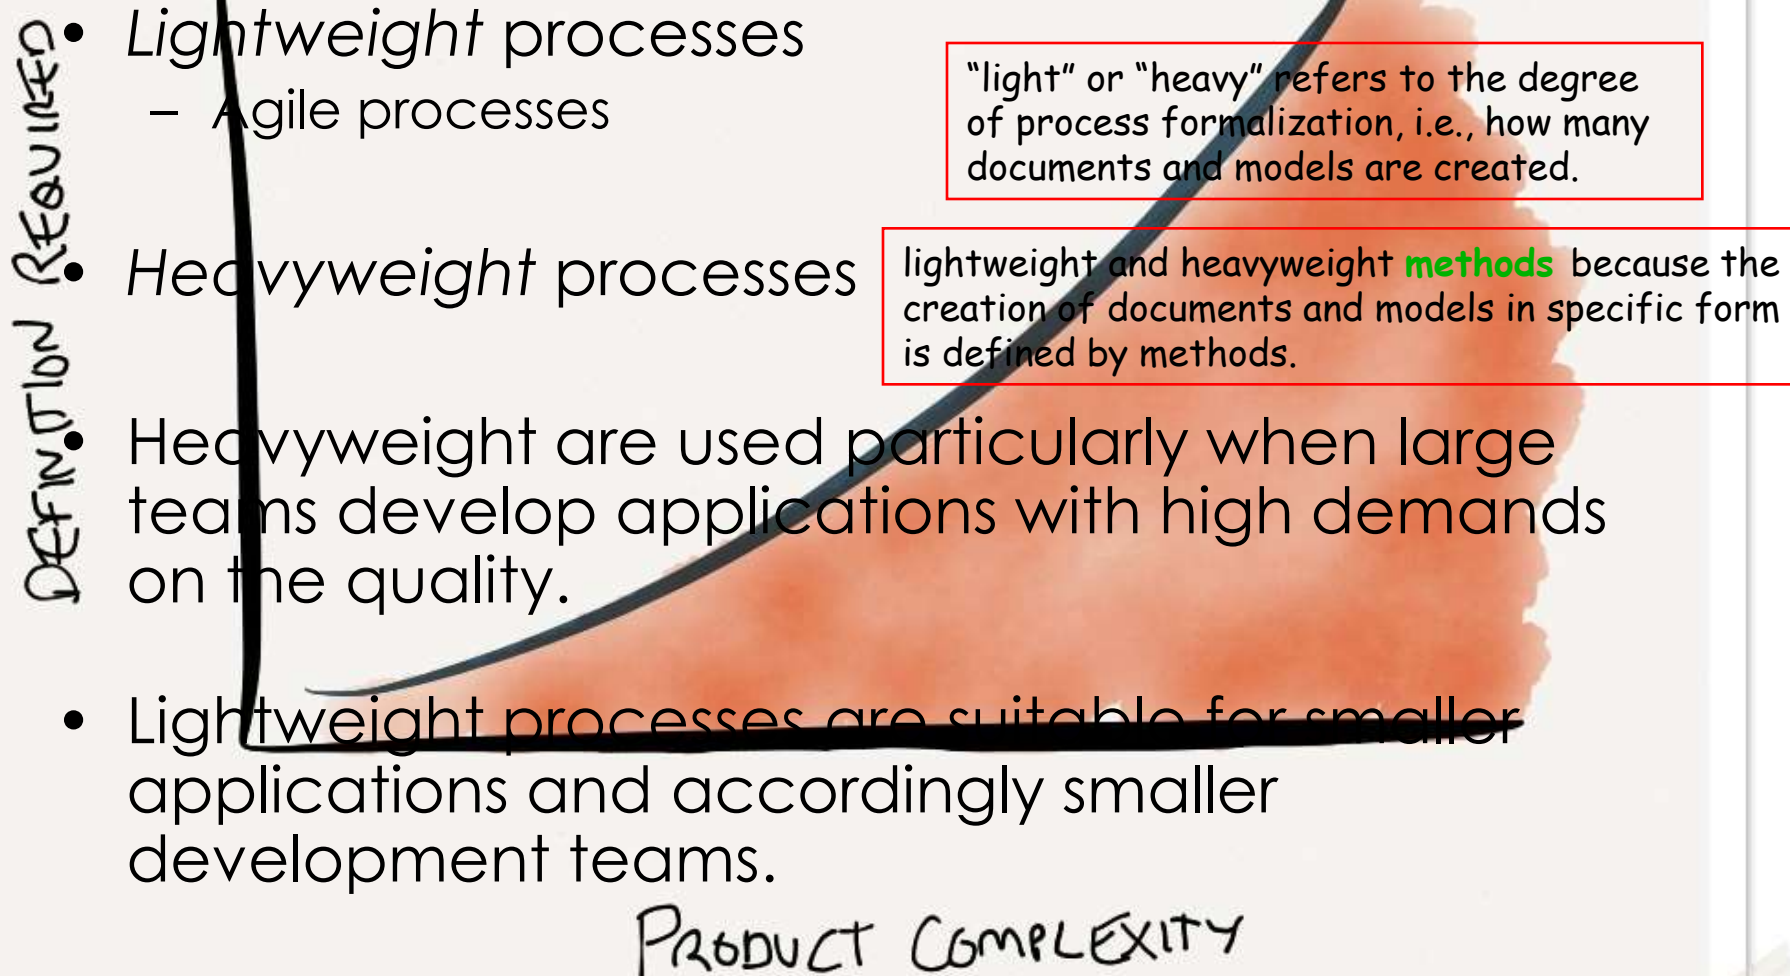 • Lightweight processes
– Agile processes
“light” or “heavy” refers to the degree
of process formalization, i.e., how many
documents and models are created.
• Heavyweight processes
lightweight and heavyweight methods because the
creation of documents and models in specific form
is defined by methods.
• Heavyweight are used particularly when large
teams develop applications with high demands
on the quality.
• Lightweight processes are suitable for smaller
applications and accordingly smaller
development teams.
DEFINITION REQUIRED
PRODUCT COMPLEXITY